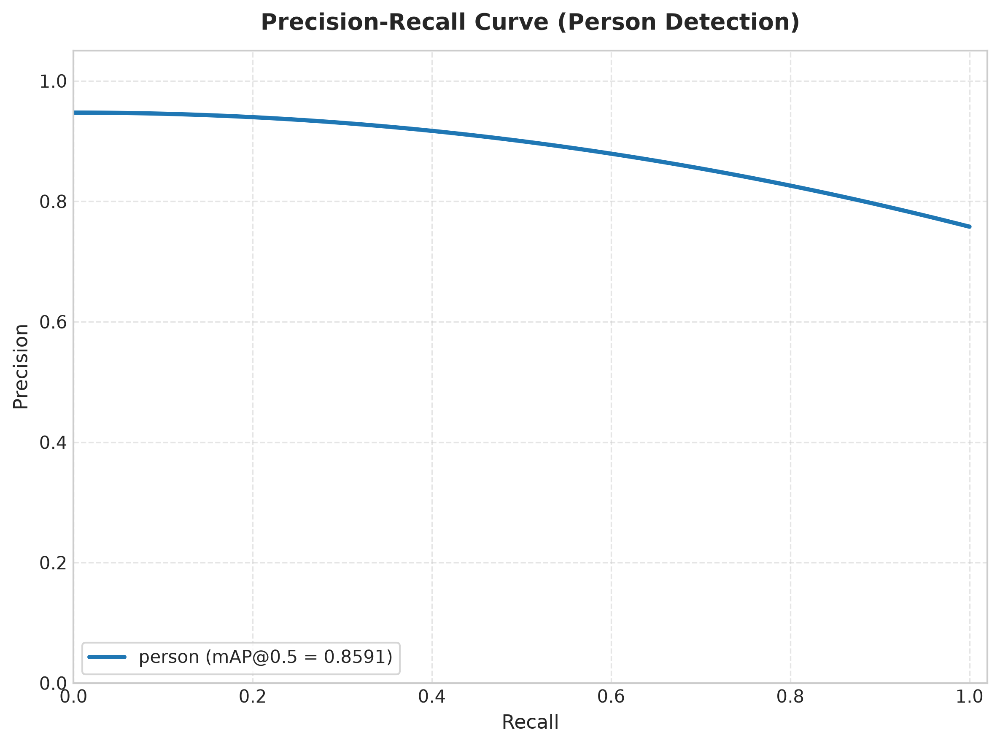 Precision-Recall Curve (Person Detection)
1.0
0.8
0.6
0.4
0.2
0.0
Precision
person (mAP@0.5 = 0.8591)
0.0 0.2 0.4 0.6 0.8 1.0
Recall